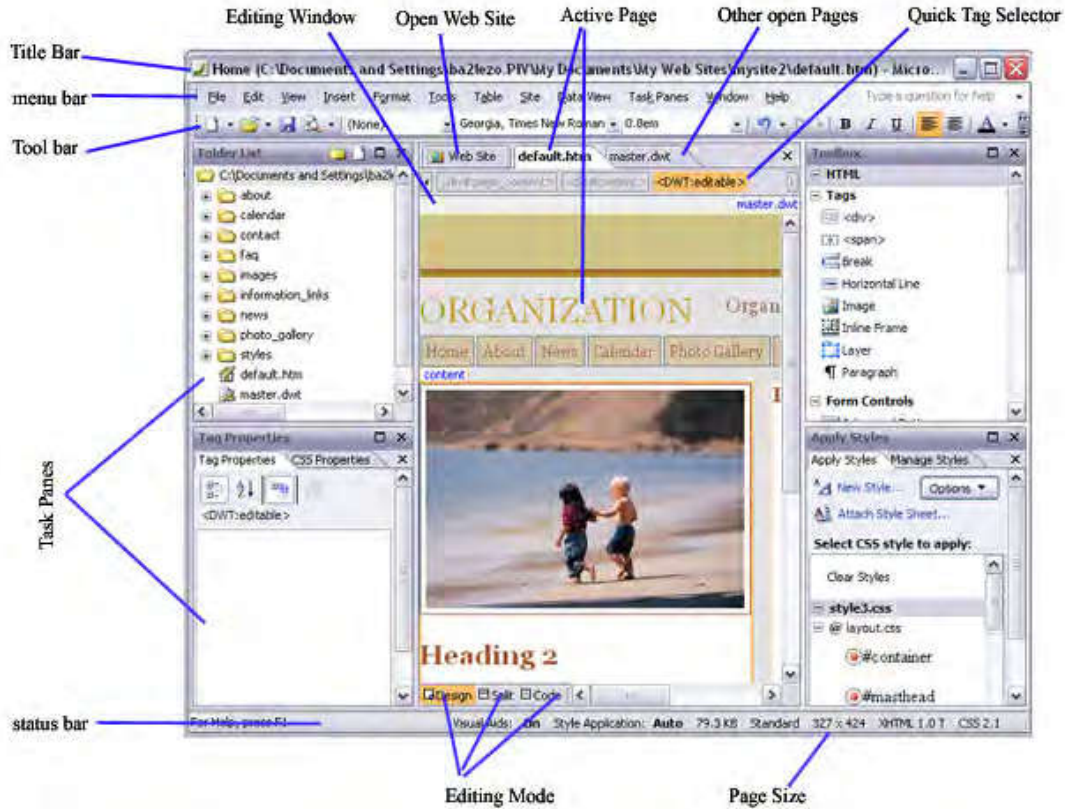 Editing Window
Open Web Site
Active Page
Other open Pages
Quick Tag Selector
Title Bar
Home (C:\Documents and Settings\ba2lezo.PIV\My Documents\My Web Sites\mysite2\default.htm) - Micro...
menu bar
File Edit View Insert Format Tools Table Site Data View Task Panes Window Help
Type a question for help
Tool bar
(None) Georgia, Times New Roman 0.8em B I U A
Folder List
Web Site default.htm master.dwt
Toolbox
C:\Documents and Settings\ba2le
<DWT:editable>
HTML
master.dwt
Tags
about
<div>
calendar
<span>
contact
Break
faq
Horizontal Line
images
Image
information_links
ORGANIZATION Organ
Inline Frame
news
Layer
photo_gallery
Home About News Calendar Photo Gallery
Paragraph
styles
content
default.htm
Form Controls
master.dwt
Task Panes
Tag Properties
Apply Styles
Tag Properties CSS Properties
Apply Styles Manage Styles
New Style... Options
<DWT:editable>
Attach Style Sheet...
Select CSS style to apply:
Clear Styles
style3.css
@ layout.css
#container
Heading 2
#masthead
Design Split Code
status bar
For Help, press F1
Visual Aids: On Style Application: Auto 79.3 KB Standard 327 x 424 XHTML 1.0 T CSS 2.1
Editing Mode
Page Size